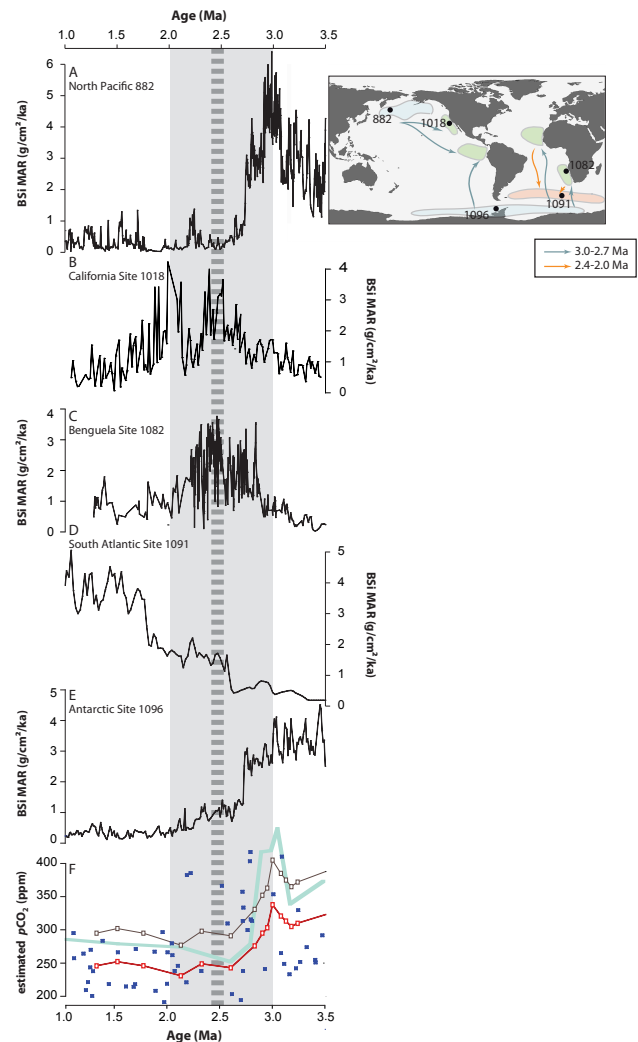 Age (Ma)
1.0 1.5 2.0 2.5 3.0 3.5
A
North Pacific 882
6
5
4
3
2
1
0
BSi MAR (g/cm²/ka)
882
1018
1082
1091
1096
3.0-2.7 Ma
2.4-2.0 Ma
B
California Site 1018
4
3
2
1
0
BSi MAR (g/cm²/ka)
C
Benguela Site 1082
4
3
2
1
0
BSi MAR (g/cm²/ka)
D
South Atlantic Site 1091
5
4
3
2
1
0
BSi MAR (g/cm²/ka)
E
Antarctic Site 1096
5
4
3
2
1
0
BSi MAR (g/cm²/ka)
F
400
350
300
250
200
estimated pCO₂ (ppm)
1.0 1.5 2.0 2.5 3.0 3.5
Age (Ma)